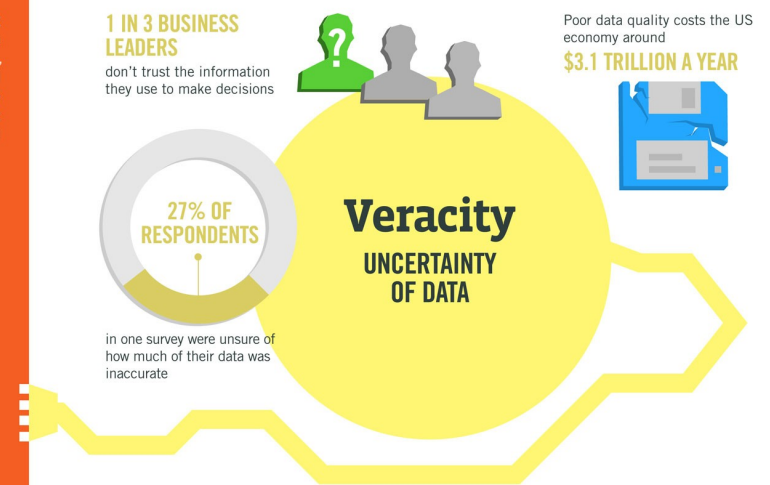 1 IN 3 BUSINESS
LEADERS
don't trust the information
they use to make decisions
?
Poor data quality costs the US
economy around
$3.1 TRILLION A YEAR
27% OF
RESPONDENTS
in one survey were unsure of
how much of their data was
inaccurate
Veracity
UNCERTAINTY
OF DATA